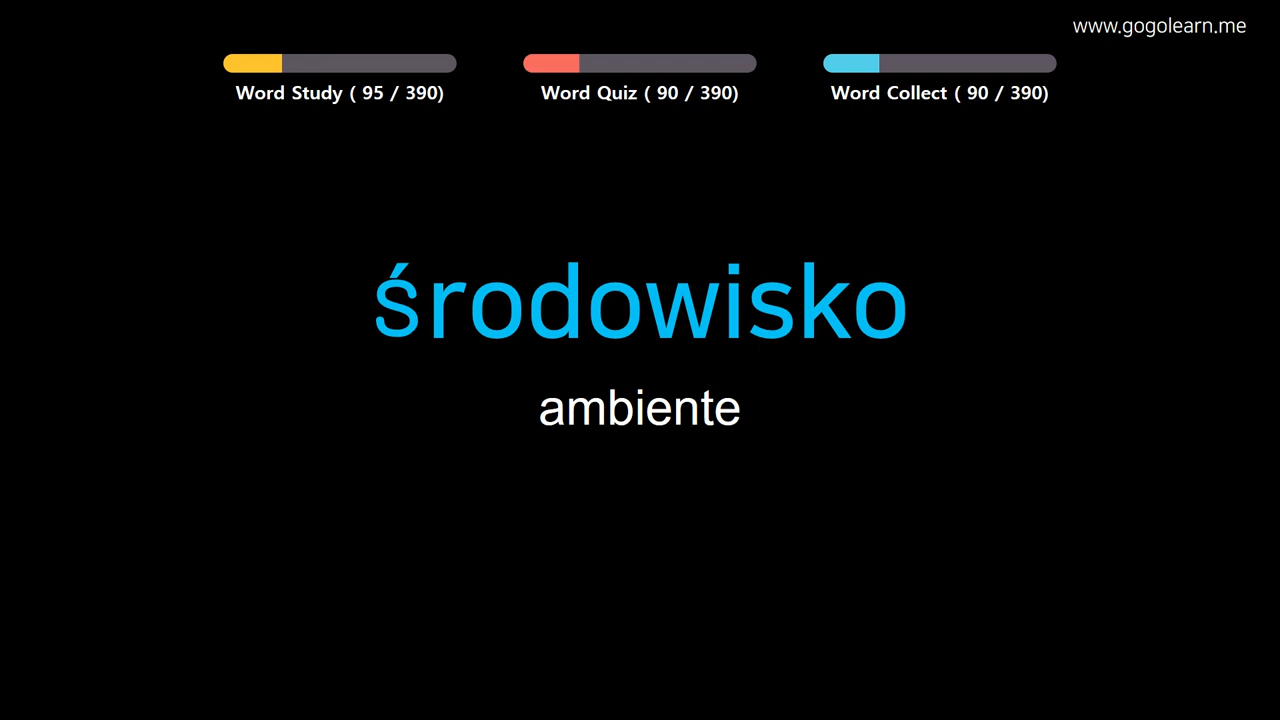 www.gogolearn.me
Word Study ( 95 / 390)
Word Quiz ( 90 / 390)
Word Collect ( 90 / 390)
środowisko
ambiente